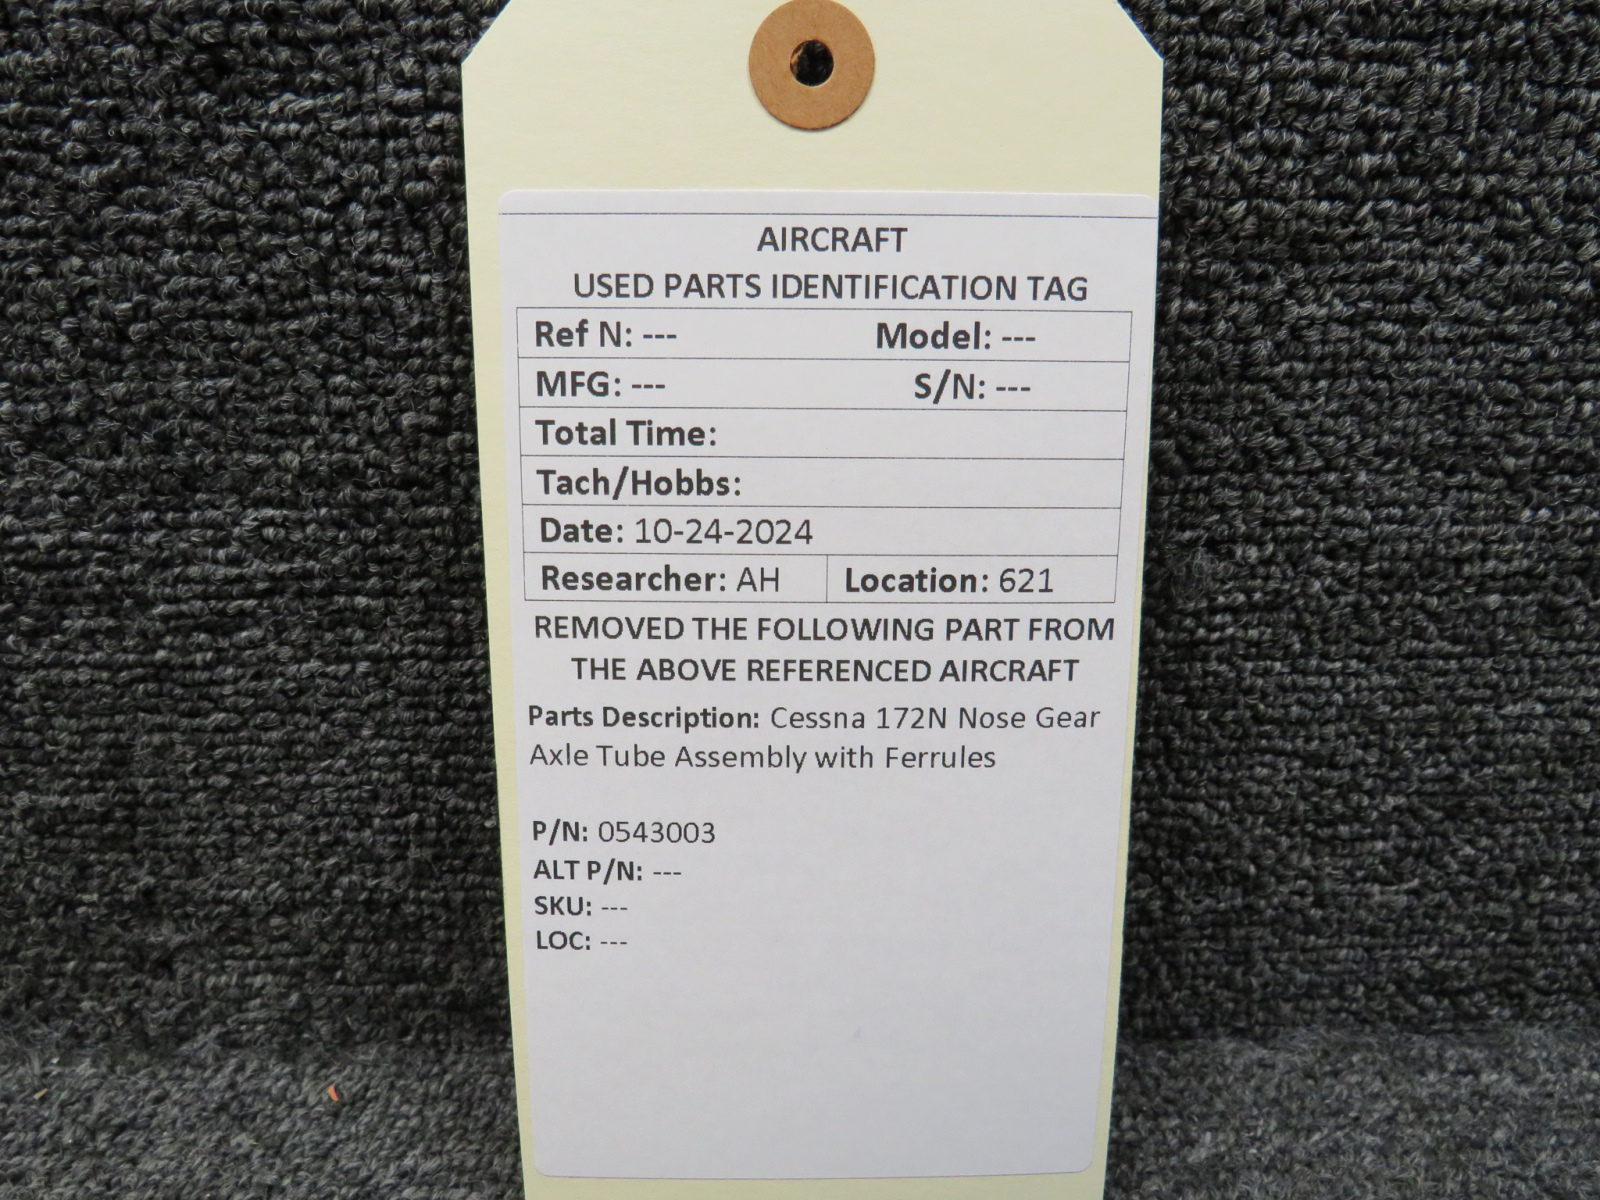 AIRCRAFT
USED PARTS IDENTIFICATION TAG
Ref N: --- Model: ---
MFG: --- S/N: ---
Total Time:
Tach/Hobbs:
Date: 10-24-2024
Researcher: AH Location: 621
REMOVED THE FOLLOWING PART FROM
THE ABOVE REFERENCED AIRCRAFT
Parts Description: Cessna 172N Nose Gear
Axle Tube Assembly with Ferrules
P/N: 0543003
ALT P/N: ---
SKU: ---
LOC: ---